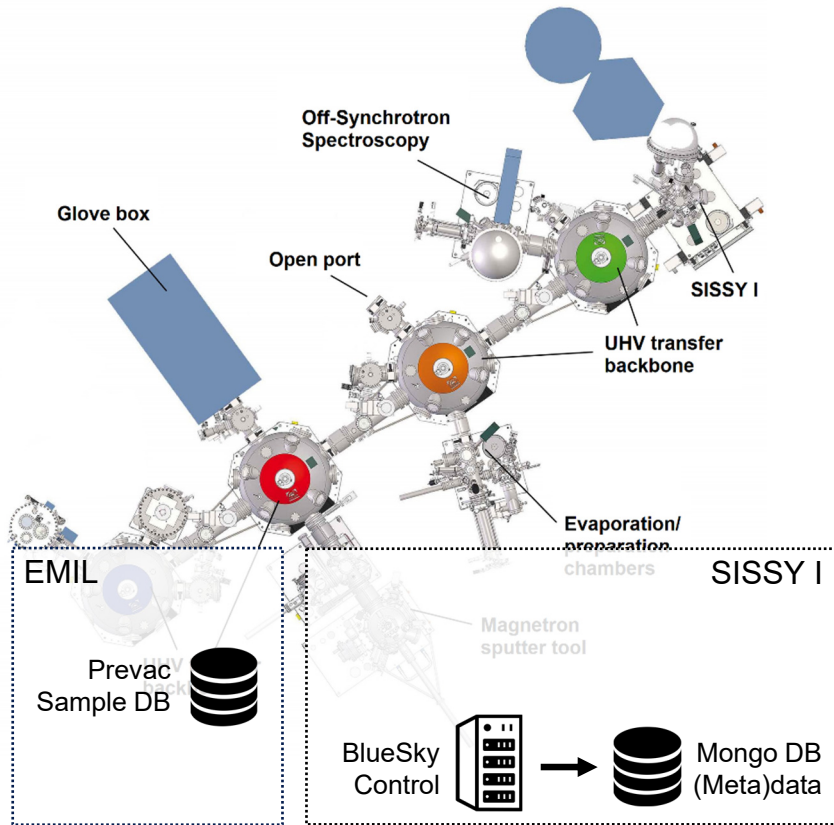 Off-Synchrotron
Spectroscopy
Glove box
Open port
SISSY I
UHV transfer
backbone
Evaporation/
preparation
chambers
EMIL
SISSY I
Magnetron
sputter tool
Prevac
Sample DB
UHV
BlueSky
Control
Mongo DB
(Meta)data